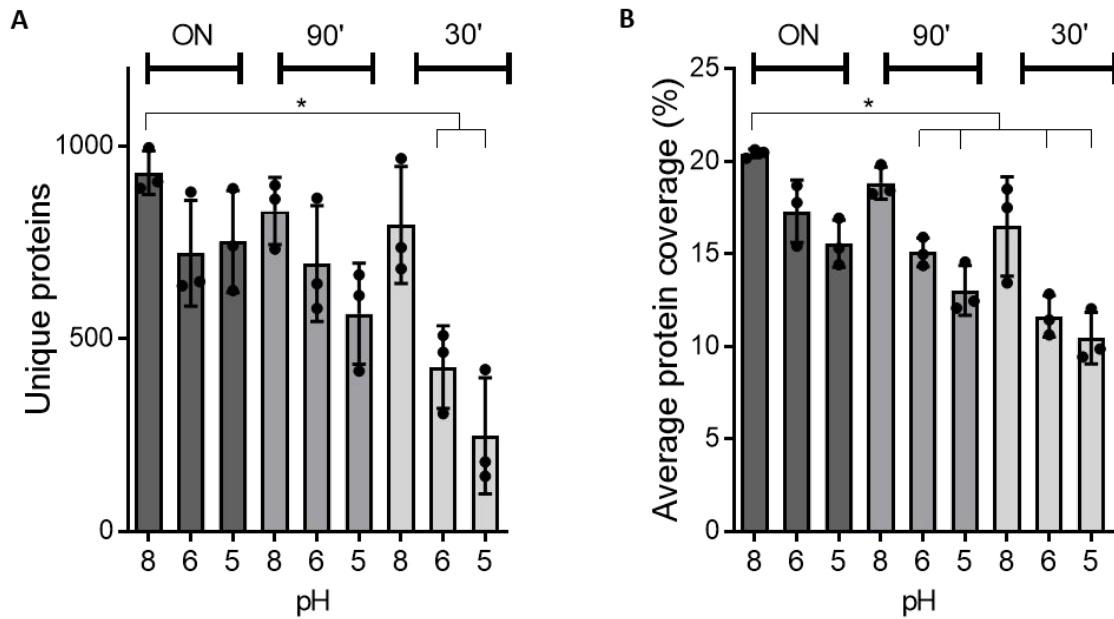 A
ON 90' 30'
*
Unique proteins
1000
500
0
8 6 5 8 6 5 8 6 5
pH
B
ON 90' 30'
*
Average protein coverage (%)
25
20
15
10
5
0
8 6 5 8 6 5 8 6 5
pH